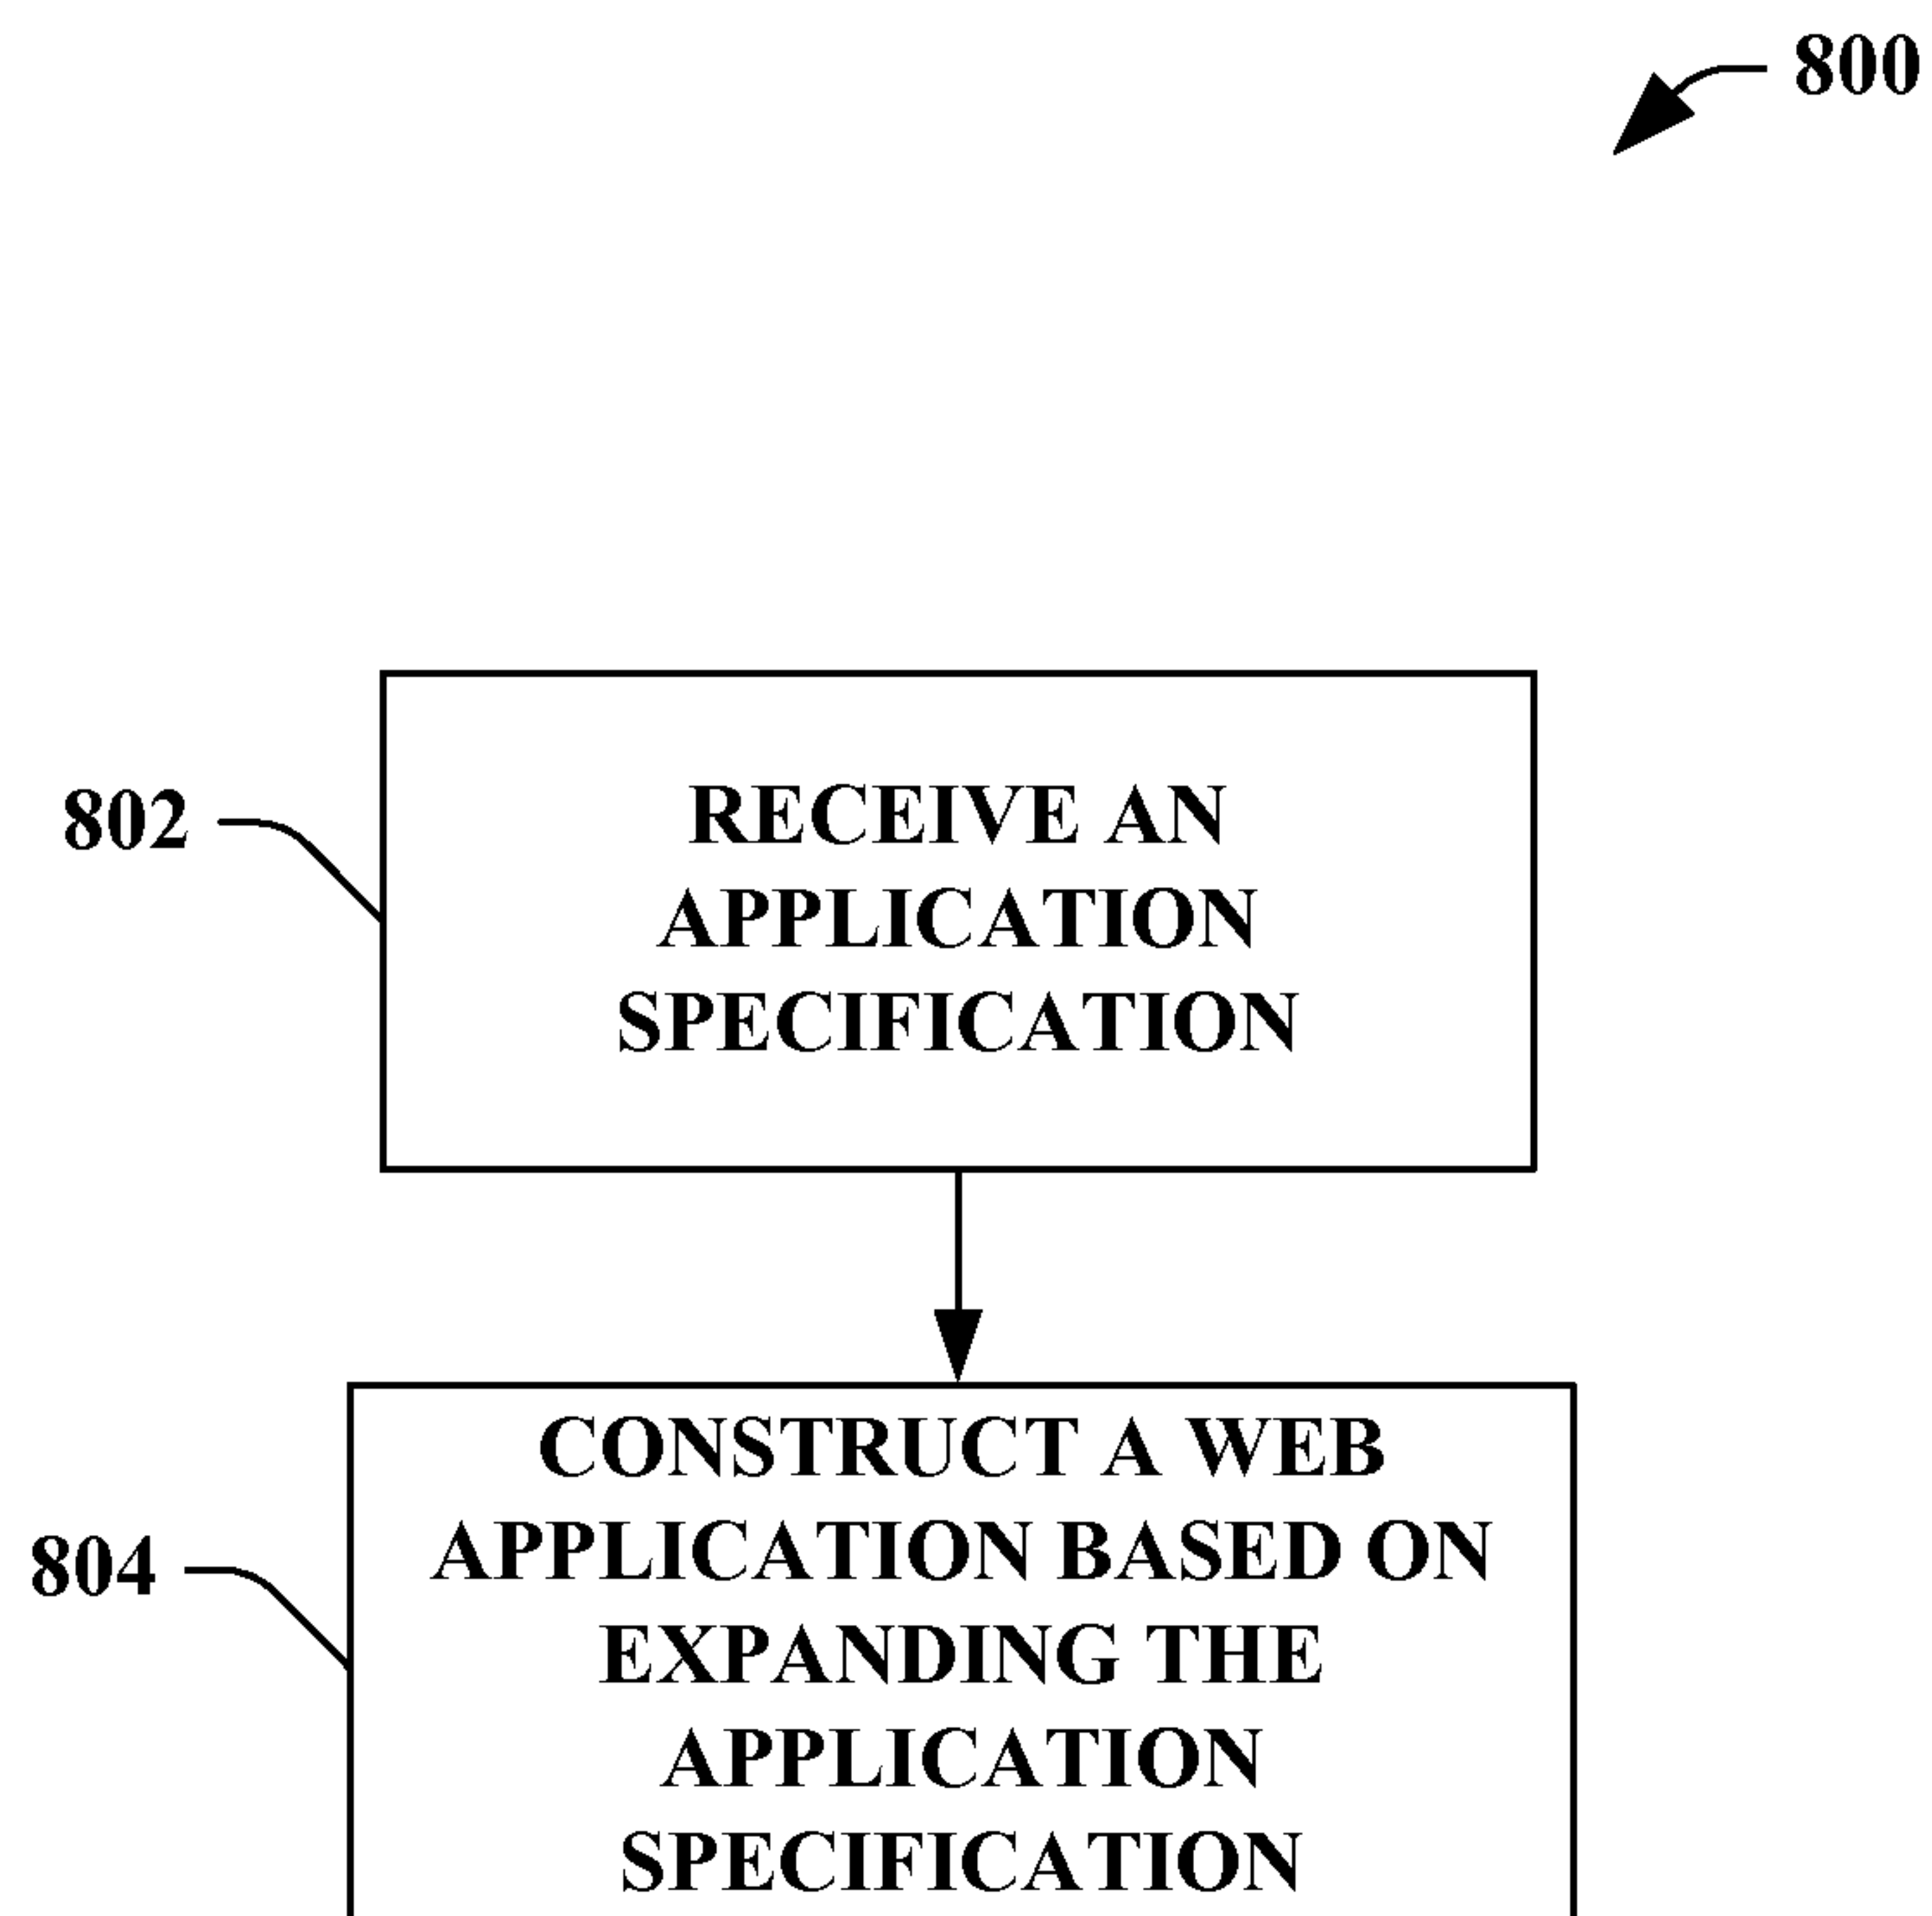 800
802
RECEIVE AN
APPLICATION
SPECIFICATION
804
CONSTRUCT A WEB
APPLICATION BASED ON
EXPANDING THE
APPLICATION
SPECIFICATION